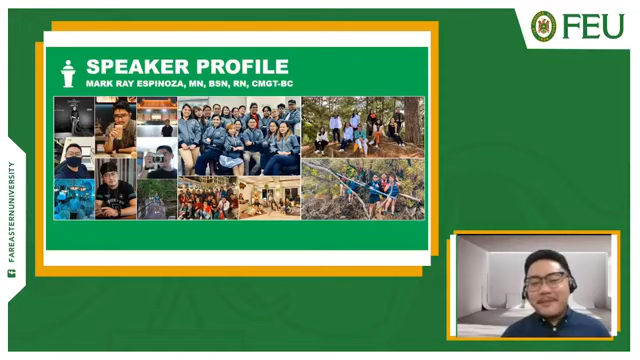 FEU
SPEAKER PROFILE
MARK RAY ESPINOZA, MN, BSN, RN, CMGT-BC
FAREASTERNUNIVERSITY